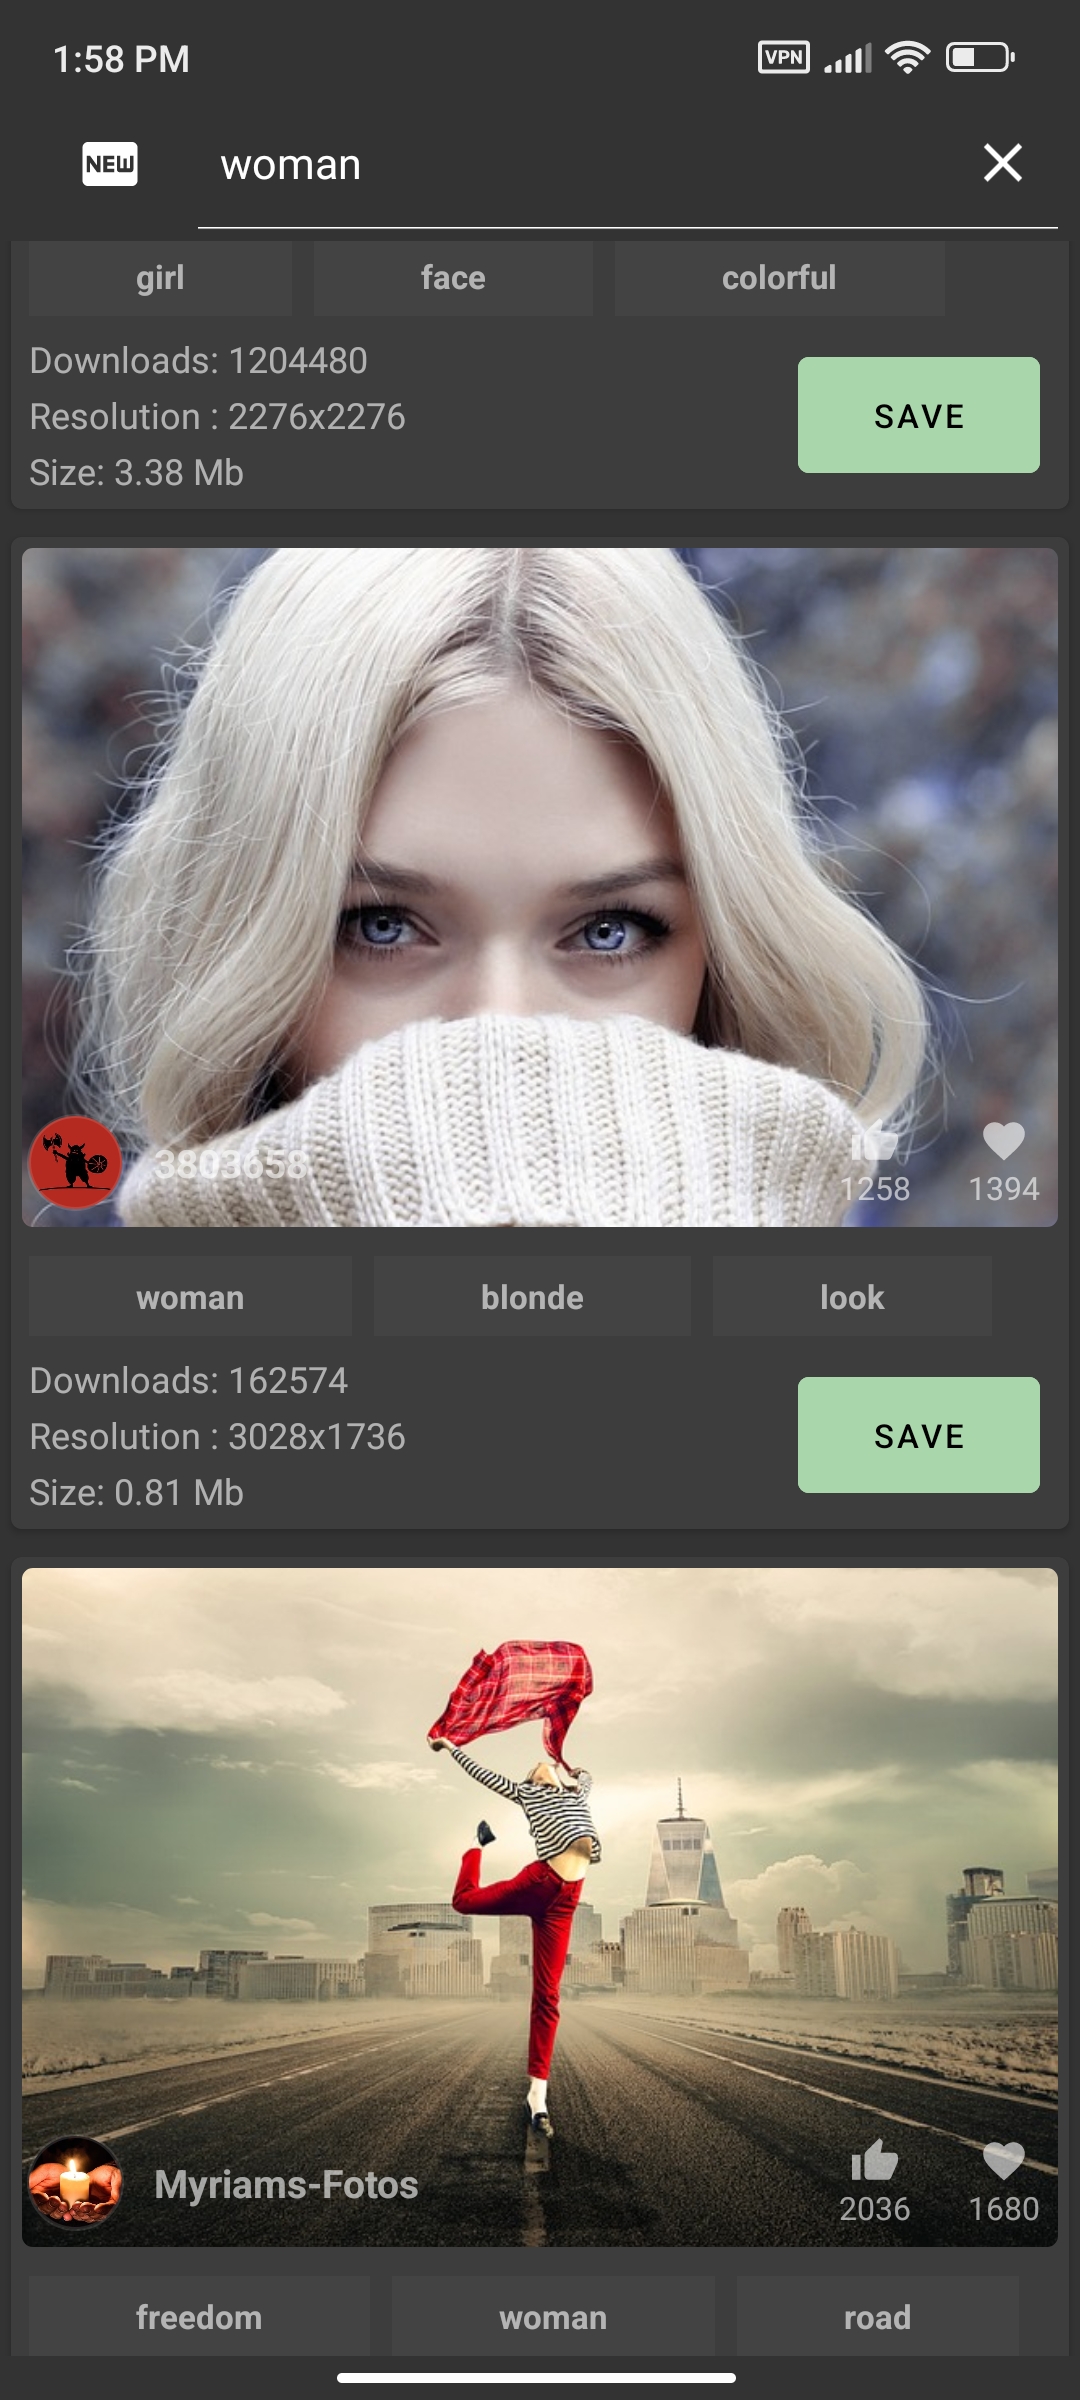 1:58 PM VPN
NEW woman
girl face colorful
Downloads: 1204480
Resolution : 2276x2276
Size: 3.38 Mb
SAVE
3803658
1258 1394
woman blonde look
Downloads: 162574
Resolution : 3028x1736
Size: 0.81 Mb
SAVE
Myriams-Fotos
2036 1680
freedom woman road